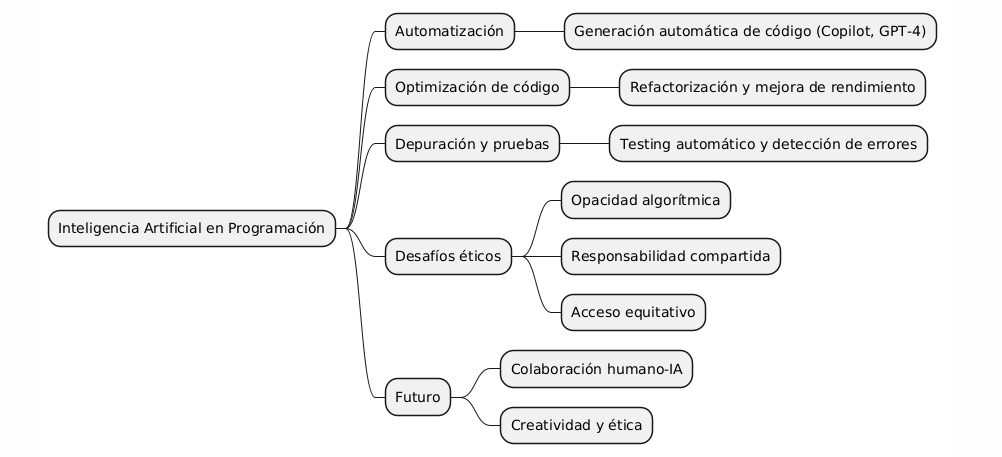 Inteligencia Artificial en Programación
Automatización
Generación automática de código (Copilot, GPT-4)
Optimización de código
Refactorización y mejora de rendimiento
Depuración y pruebas
Testing automático y detección de errores
Desafíos éticos
Opacidad algorítmica
Responsabilidad compartida
Acceso equitativo
Futuro
Colaboración humano-IA
Creatividad y ética